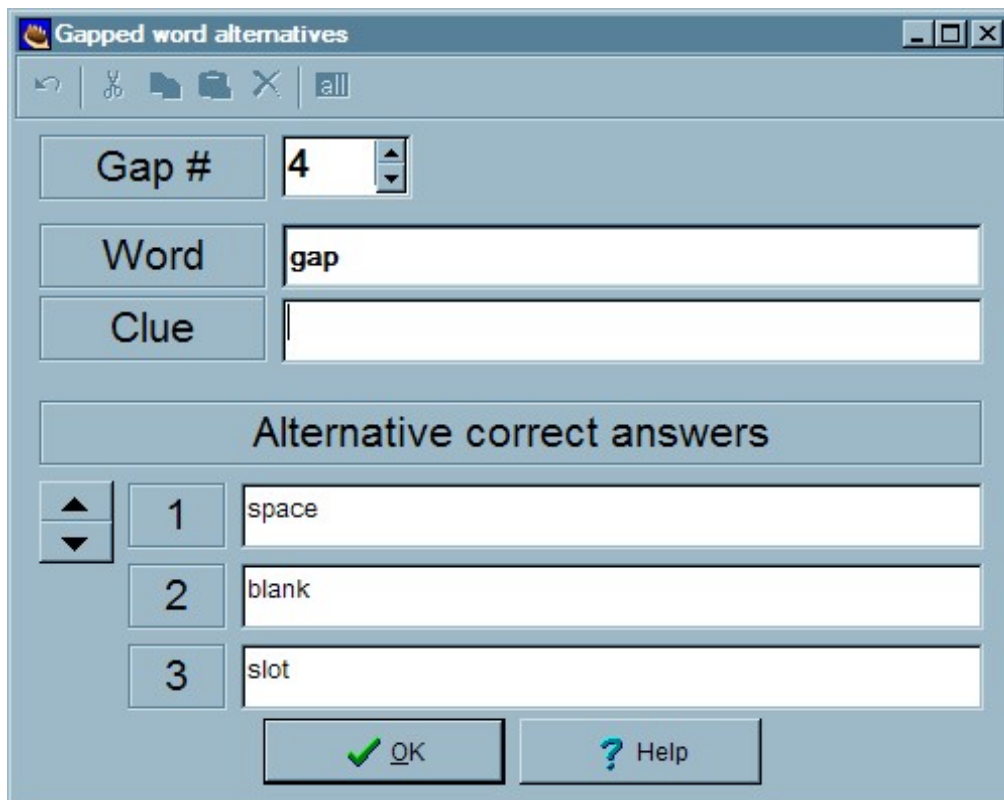 Gapped word alternatives
all
Gap # 4
Word gap
Clue
Alternative correct answers
1 space
2 blank
3 slot
OK ? Help